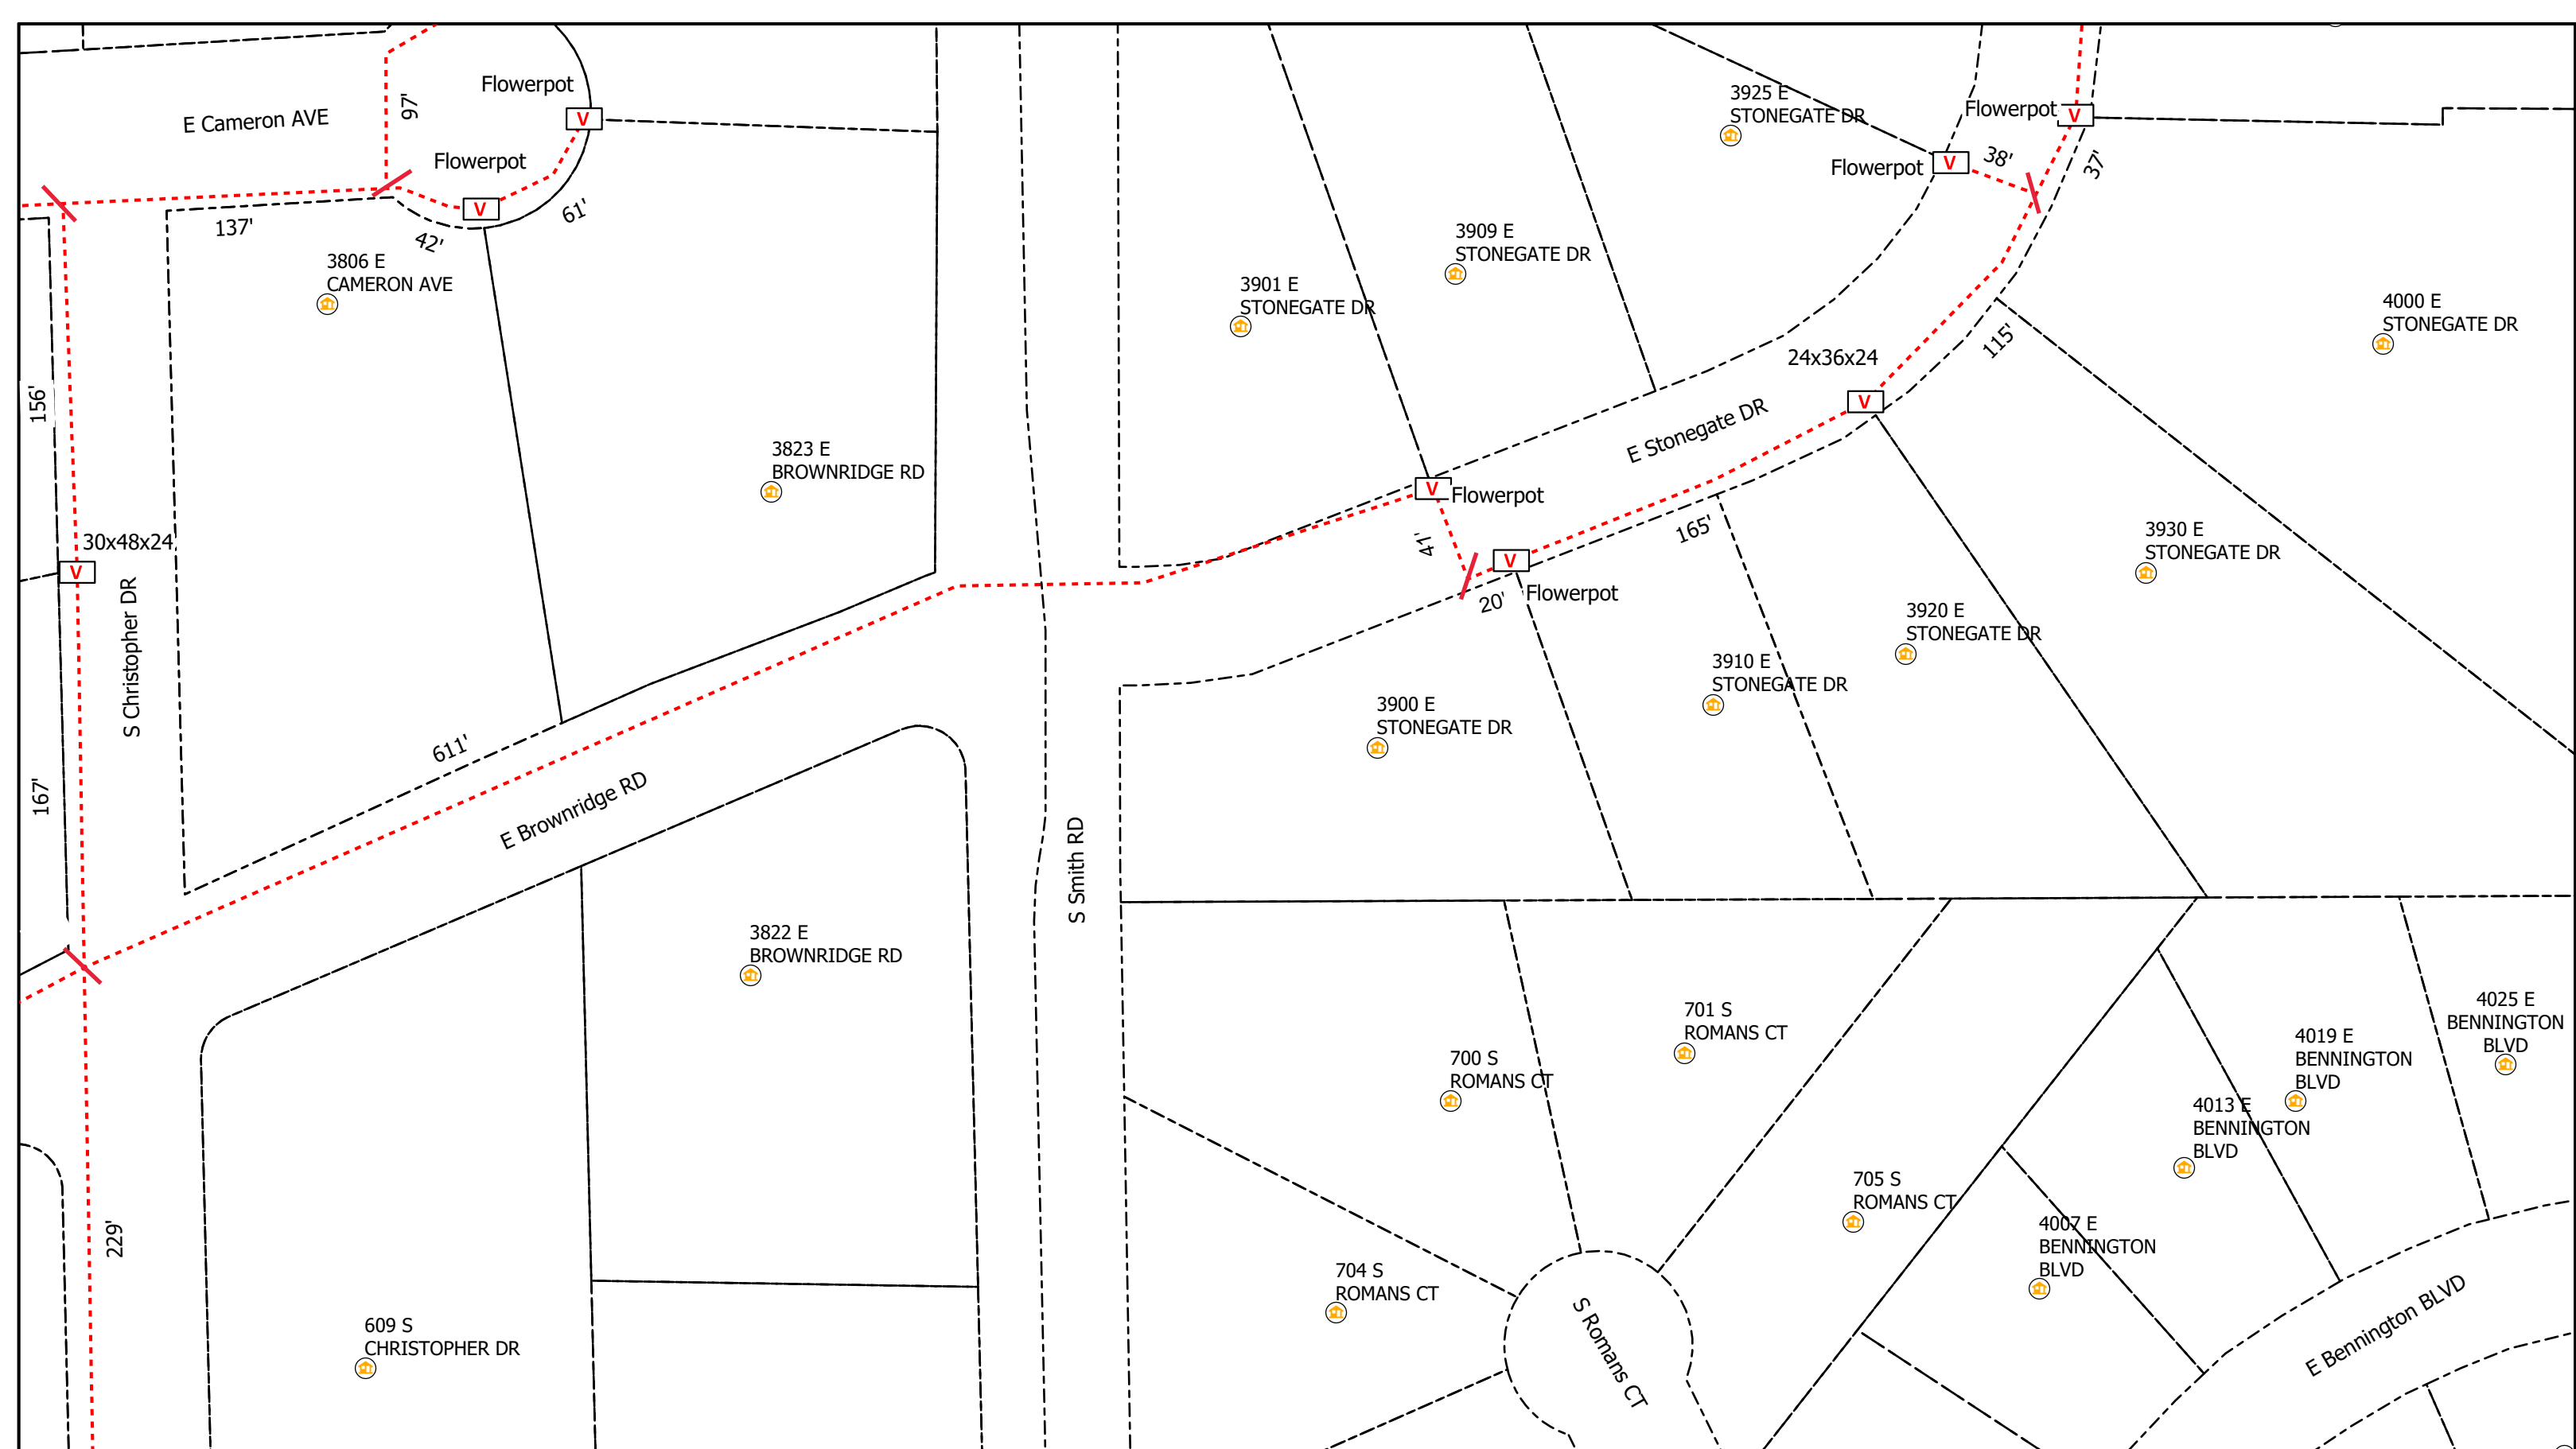 E Cameron AVE
97'
Flowerpot
V
Flowerpot
V
137'
42'
61'
3806 E
CAMERON AVE
156'
30x48x24
V
S Christopher DR
167'
3823 E
BROWNRIDGE RD
611'
E Brownridge RD
3822 E
BROWNRIDGE RD
229'
609 S
CHRISTOPHER DR
S Smith RD
3901 E
STONEGATE DR
3909 E
STONEGATE DR
3925 E
STONEGATE DR
Flowerpot
V
Flowerpot
V
38'
37'
4000 E
STONEGATE DR
115'
24x36x24
V
E Stonegate DR
V
Flowerpot
41'
V
20'
Flowerpot
165'
3930 E
STONEGATE DR
3920 E
STONEGATE DR
3910 E
STONEGATE DR
3900 E
STONEGATE DR
700 S
ROMANS CT
701 S
ROMANS CT
704 S
ROMANS CT
705 S
ROMANS CT
S Romans CT
4025 E
BENNINGTON
BLVD
4019 E
BENNINGTON
BLVD
4013 E
BENNINGTON
BLVD
4007 E
BENNINGTON
BLVD
E Bennington BLVD